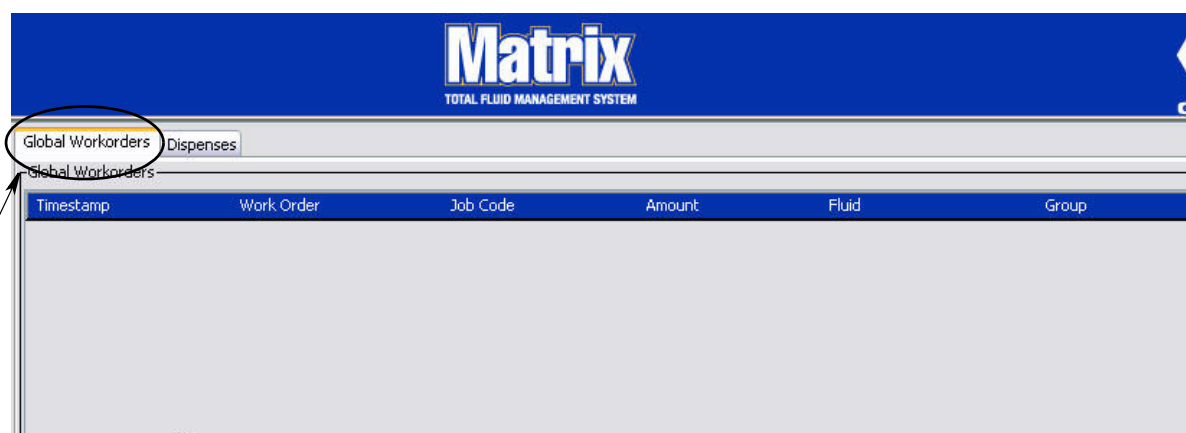 Matrix
TOTAL FLUID MANAGEMENT SYSTEM
Global Workorders Dispenses
Global Workorders
Timestamp Work Order Job Code Amount Fluid Group